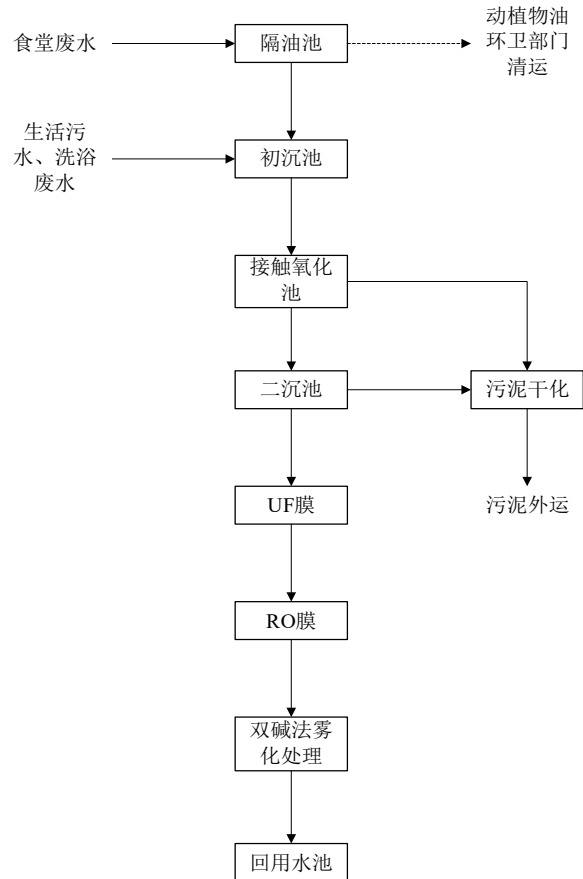 食堂废水
隔油池
动植物油
环卫部门
清运
生活污
水、洗浴
废水
初沉池
接触氧化
池
二沉池
污泥干化
UF膜
污泥外运
RO膜
双碱法雾
化处理
回用水池